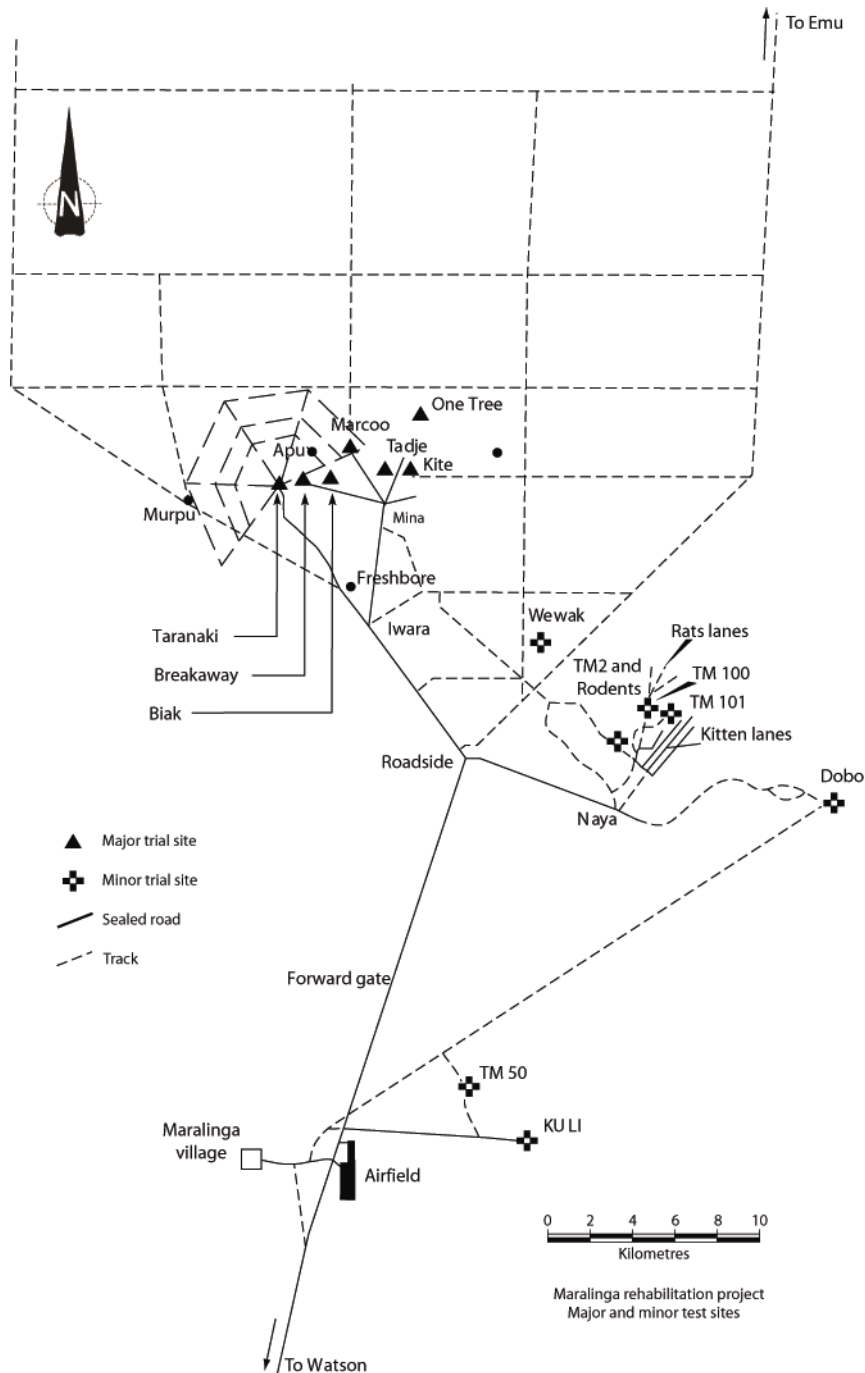 To Emu
N
One Tree
Marcoo
Apu
Tadje
Kite
Murpu
Mina
Freshbore
Taranaki
Iwara
Wewak
Rats lanes
Breakaway
TM2 and
Rodents
TM 100
TM 101
Biak
Kitten lanes
Roadside
Dobo
Naya
Major trial site
Minor trial site
Sealed road
Track
Forward gate
TM 50
KU LI
Maralinga
village
Airfield
0 2 4 6 8 10
Kilometres
Maralinga rehabilitation project
Major and minor test sites
To Watson